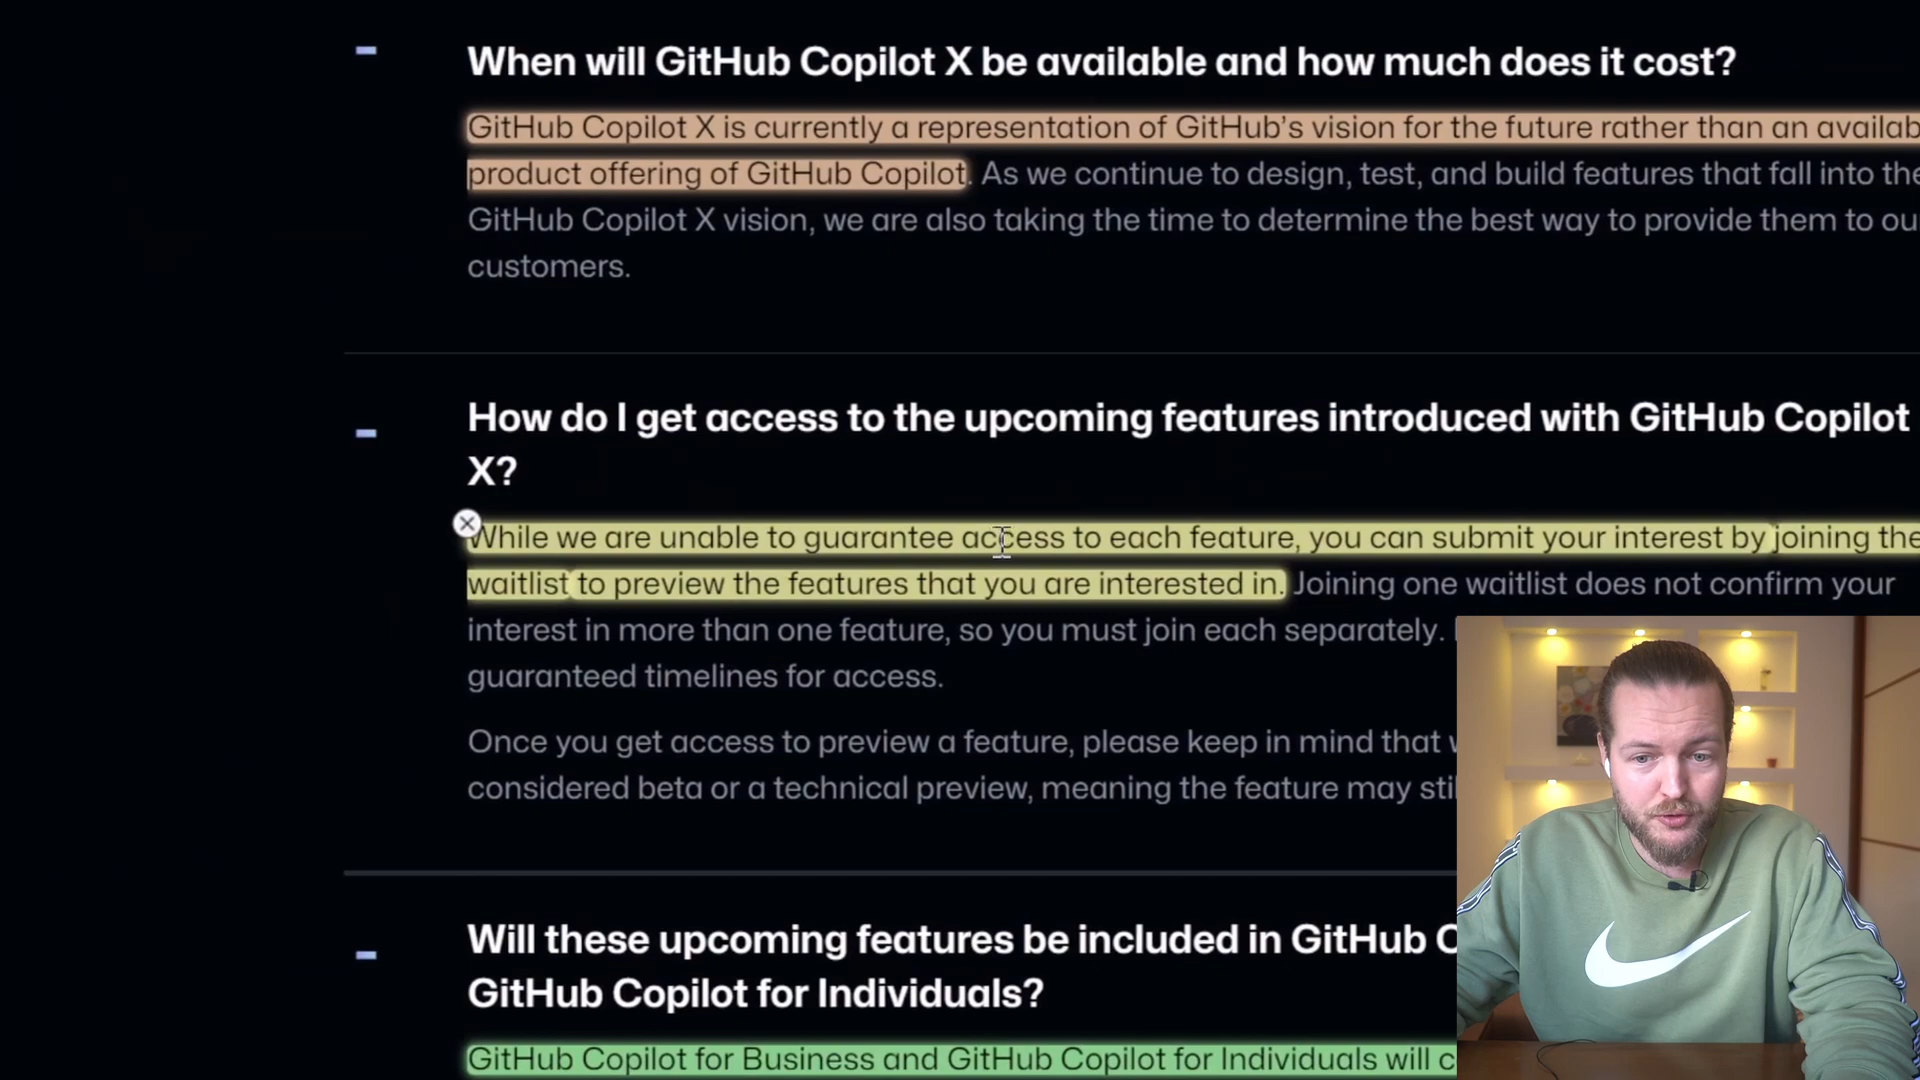 When will GitHub Copilot X be available and how much does it cost?
GitHub Copilot X is currently a representation of GitHub's vision for the future rather than an
product offering of GitHub Copilot. As we continue to design, test, and build features that fall into
GitHub Copilot X vision, we are also taking the time to determine the best way to provide them to
customers.
How do I get access to the upcoming features introduced with GitHub Copilot
X?
While we are unable to guarantee access to each feature, you can submit your interest by joining the
waitlist to preview the features that you are interested in. Joining one waitlist does not confirm your
interest in more than one feature, so you must join each separately.
guaranteed timelines for access.
Once you get access to preview a feature, please keep in mind that
considered beta or a technical preview, meaning the feature may
Will these upcoming features be included in GitHub
GitHub Copilot for Individuals?
GitHub Copilot for Business and GitHub Copilot for Individuals will